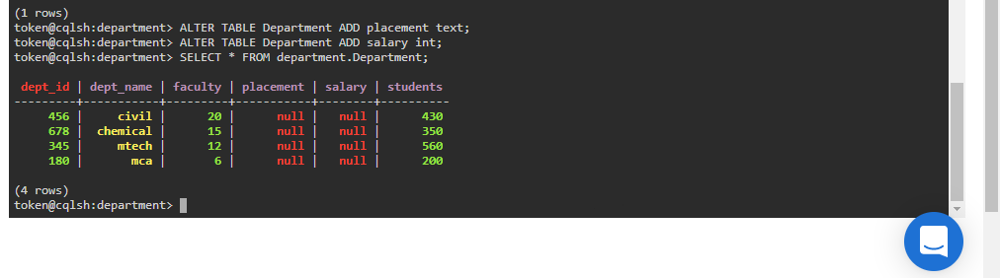 (1 rows)
token@cqlsh:department> ALTER TABLE Department ADD placement text;
token@cqlsh:department> ALTER TABLE Department ADD salary int;
token@cqlsh:department> SELECT * FROM department.Department;
dept_id | dept_name | faculty | placement | salary | students
---------+-----------+---------+-----------+--------+----------
456 | civil | 20 | null | null | 430
678 | chemical | 15 | null | null | 350
345 | mtech | 12 | null | null | 560
180 | mca | 6 | null | null | 200
(4 rows)
token@cqlsh:department>